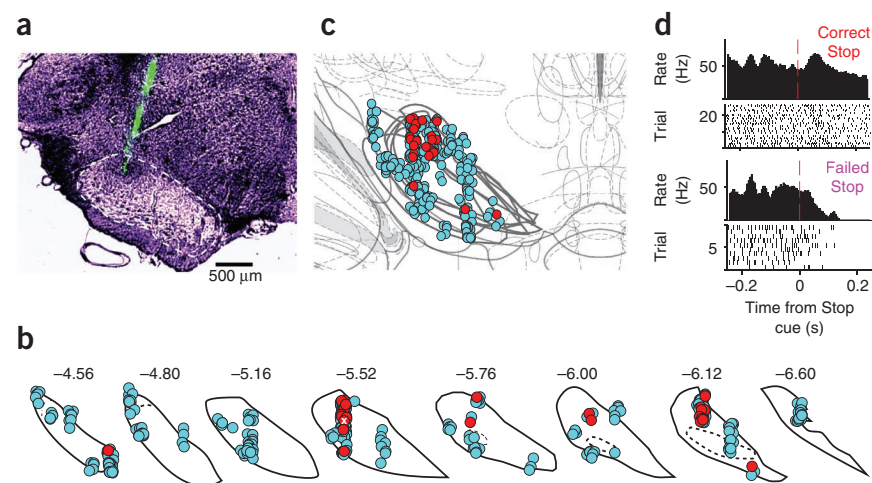 a
500 μm
c
d
Correct
Stop
Rate
(Hz)
50
Trial
20
Failed
Stop
Rate
(Hz)
50
Trial
5
−0.2 0 0.2
Time from Stop
cue (s)
b
−4.56 −4.80 −5.16 −5.52 −5.76 −6.00 −6.12 −6.60
x